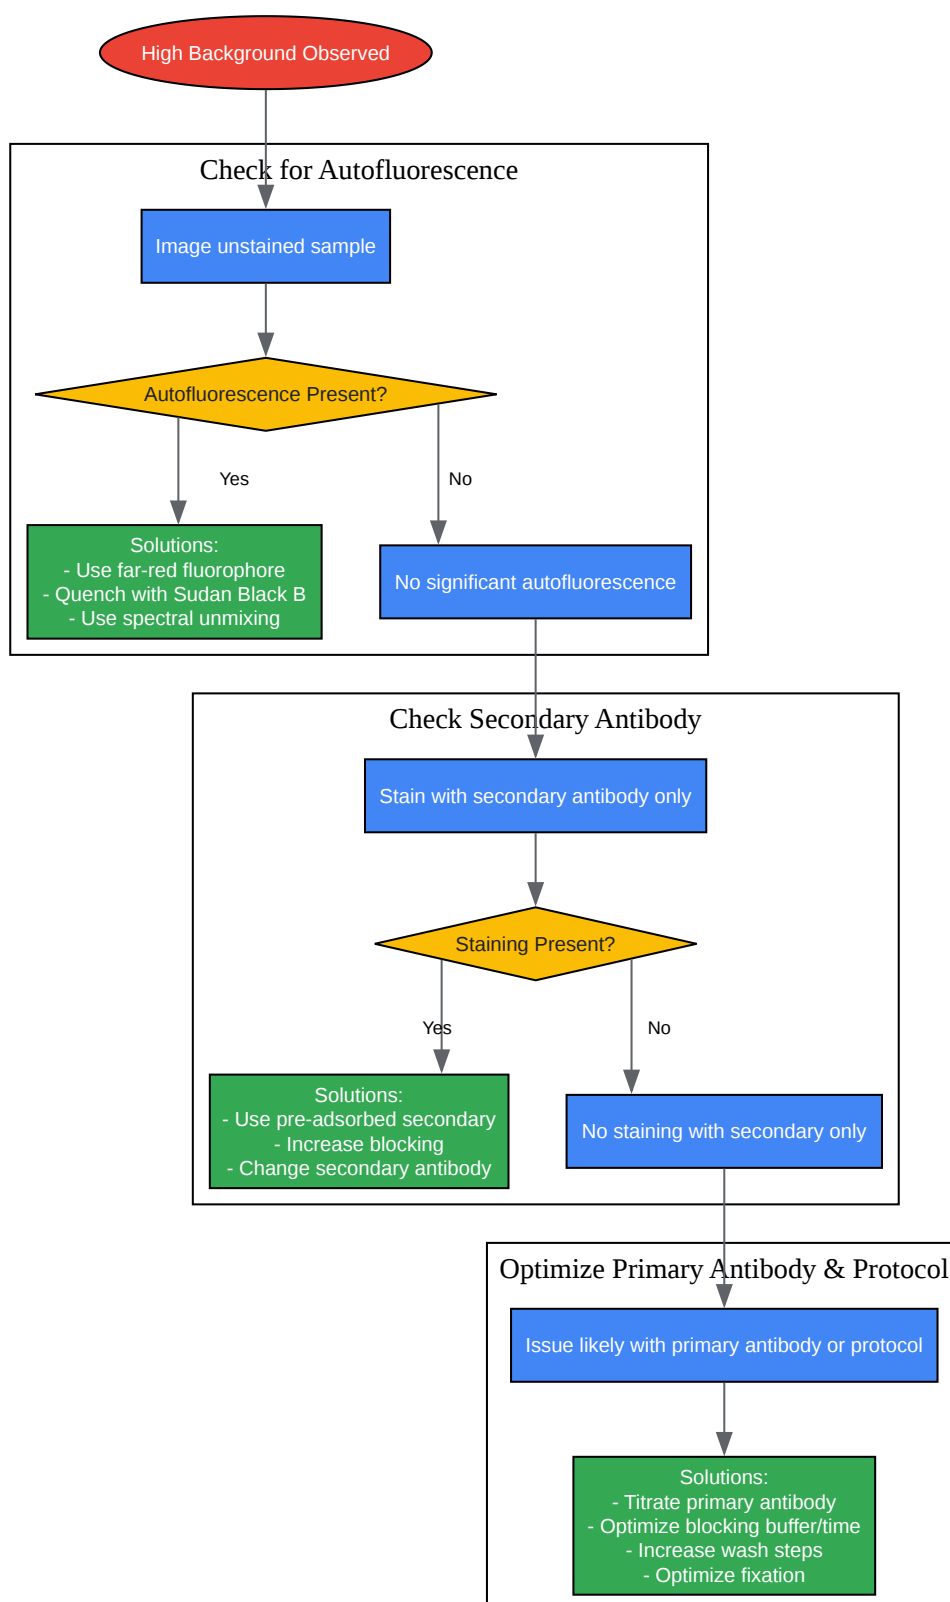 High Background Observed
Check for Autofluorescence
Image unstained sample
Autofluorescence Present?
Yes
No
Solutions:
- Use far-red fluorophore
- Quench with Sudan Black B
- Use spectral unmixing
No significant autofluorescence
Check Secondary Antibody
Stain with secondary antibody only
Staining Present?
Yes
No
Solutions:
- Use pre-adsorbed secondary
- Increase blocking
- Change secondary antibody
No staining with secondary only
Optimize Primary Antibody & Protocol
Issue likely with primary antibody or protocol
Solutions:
- Titrate primary antibody
- Optimize blocking buffer/time
- Increase wash steps
- Optimize fixation